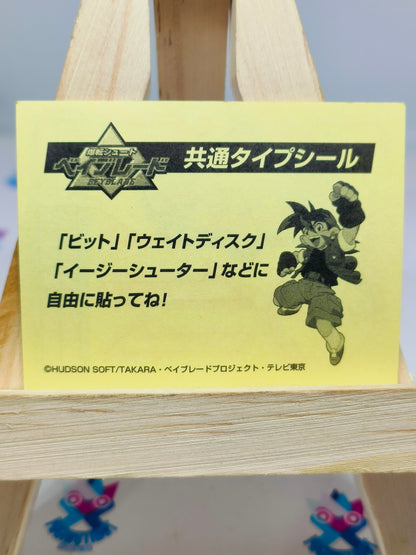 爆転シュート
ベイブレード
BEYBLADE
共通タイプシール
「ビット」「ウェイトディスク」
「イージーシューター」などに
自由に貼ってね!
©HUDSON SOFT/TAKARA・ベイブレードプロジェクト・テレビ東京